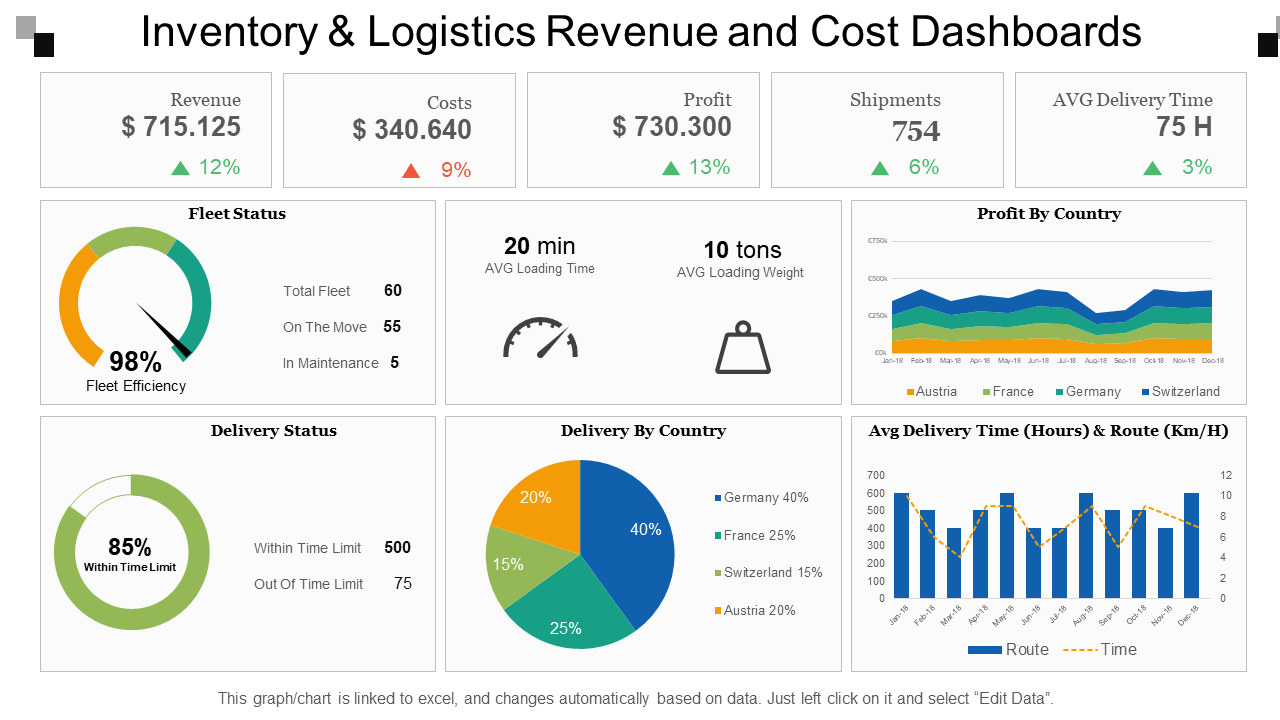 Inventory & Logistics Revenue and Cost Dashboards
Revenue
$ 715.125
12%
Costs
$ 340.640
9%
Profit
$ 730.300
13%
Shipments
754
6%
AVG Delivery Time
75 H
3%
Fleet Status
98%
Fleet Efficiency
Total Fleet 60
On The Move 55
In Maintenance 5
20 min
AVG Loading Time
10 tons
AVG Loading Weight
Profit By Country
€750k
€500k
€250k
€0k
Jan-18 Feb-18 Mar-18 Apr-18 May-18 Jun-18 Jul-18 Aug-18 Sep-18 Oct-18 Nov-18 Dec-18
Austria France Germany Switzerland
Delivery Status
85%
Within Time Limit
Within Time Limit 500
Out Of Time Limit 75
Delivery By Country
20%
40%
15%
25%
Germany 40%
France 25%
Switzerland 15%
Austria 20%
Avg Delivery Time (Hours) & Route (Km/H)
700 12
600 10
500
400 8
300 6
200 4
100 2
0 0
Jan-18 Feb-18 Mar-18 Apr-18 May-18 Jun-18 Jul-18 Aug-18 Sep-18 Oct-18 Nov-18 Dec-18
Route Time
This graph/chart is linked to excel, and changes automatically based on data. Just left click on it and select “Edit Data”.